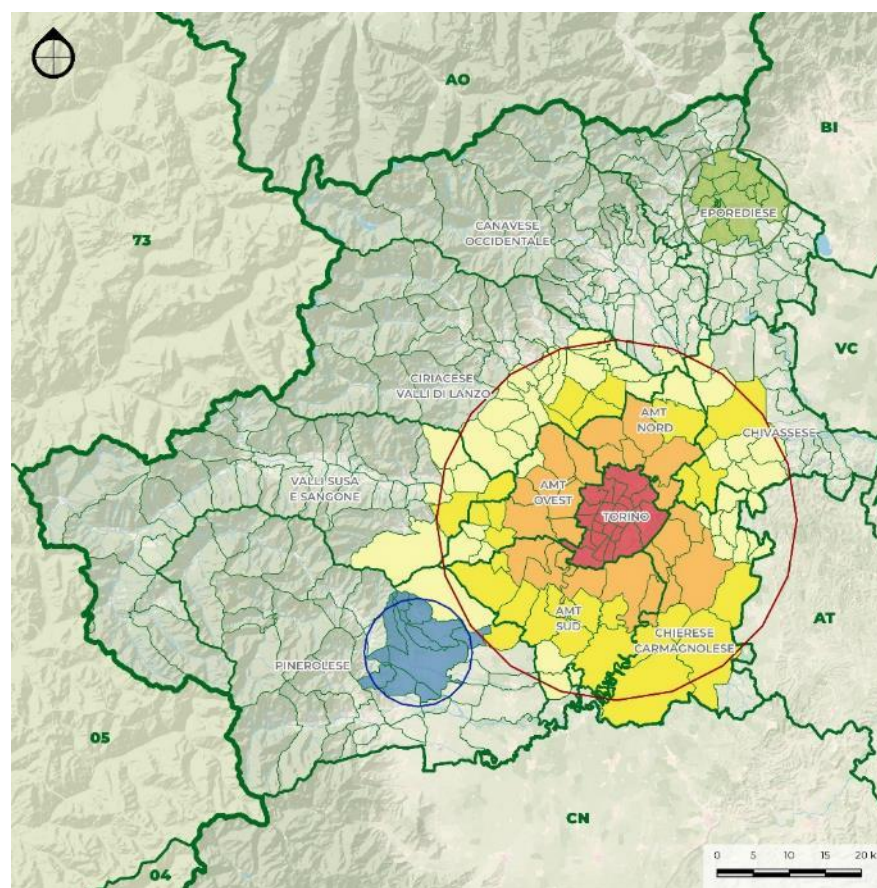 AO
BI
EPOREDIESE
CANAVESE
OCCIDENTALE
73
VC
CIRIACESE
VALLI DI LANZO
AMT
NORD
CHIVASSESE
VALLI SUSA
E SANGONE
AMT
OVEST
TORINO
AMT
SUD
CHIERESE
CARMAGNOLESE
AT
PINEROLESE
05
CN
04
0 5 10 15 20 k